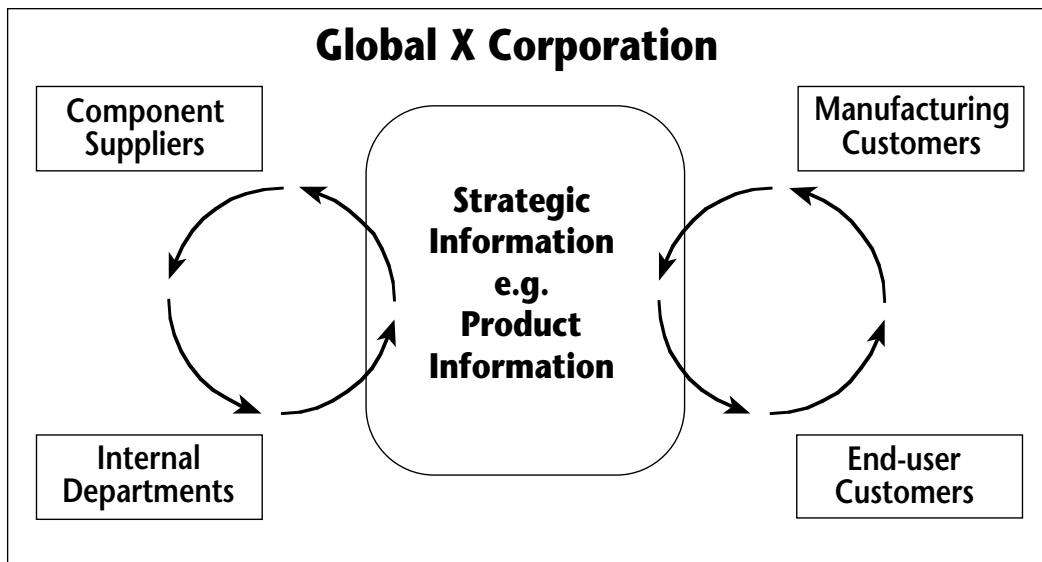 Global X Corporation
Component
Suppliers
Manufacturing
Customers
Strategic
Information
e.g.
Product
Information
Internal
Departments
End-user
Customers